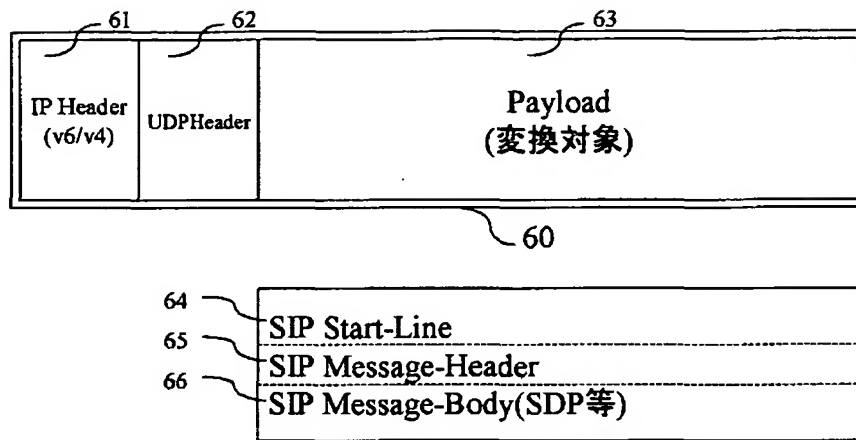 61
62
63
IP Header
(v6/v4)
UDPHeader
Payload
(変換対象)
60
64
SIP Start-Line
65
SIP Message-Header
66
SIP Message-Body(SDP等)